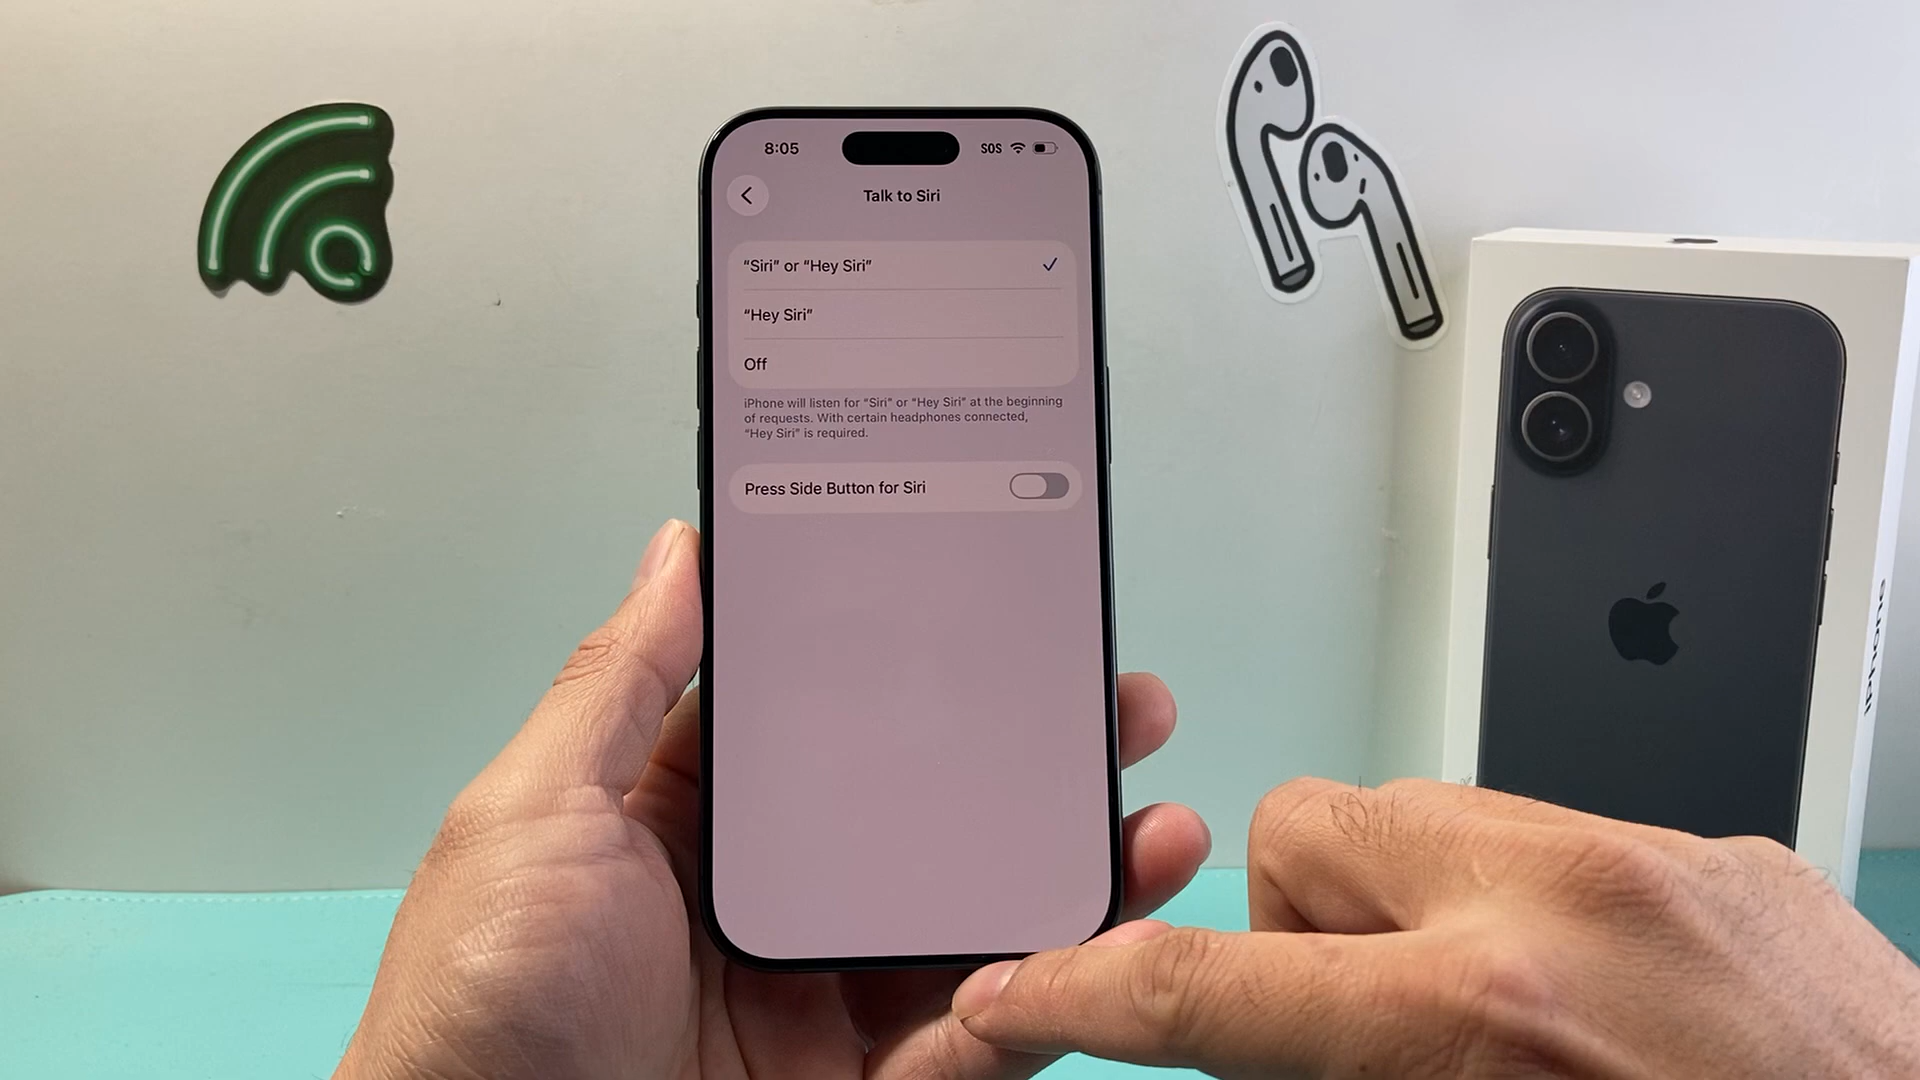 8:05 SOS
Talk to Siri
“Siri” or “Hey Siri”
“Hey Siri”
Off
iPhone will listen for “Siri” or “Hey Siri” at the beginning
of requests. With certain headphones connected,
“Hey Siri” is required.
Press Side Button for Siri
iPhone